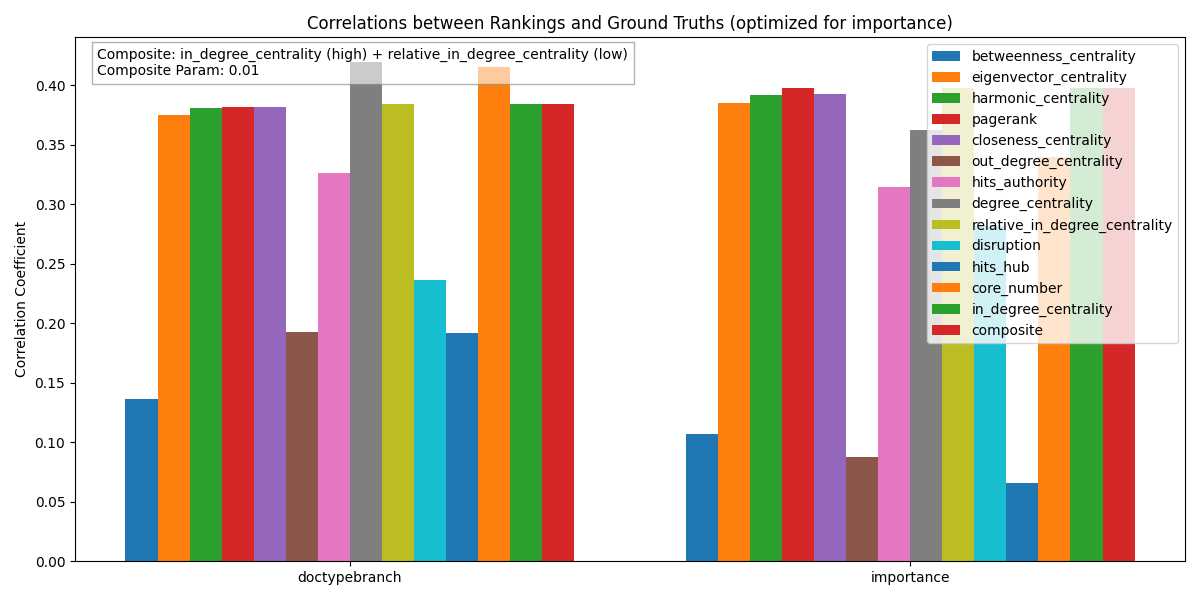 Correlations between Rankings and Ground Truths (optimized for importance)
Composite: in_degree_centrality (high) + relative_in_degree_centrality (low)
Composite Param: 0.01
betweenness_centrality
eigenvector_centrality
harmonic_centrality
pagerank
closeness_centrality
out_degree_centrality
hits_authority
degree_centrality
relative_in_degree_centrality
disruption
hits_hub
core_number
in_degree_centrality
composite
Correlation Coefficient
0.40
0.35
0.30
0.25
0.20
0.15
0.10
0.05
0.00
doctypebranch
importance